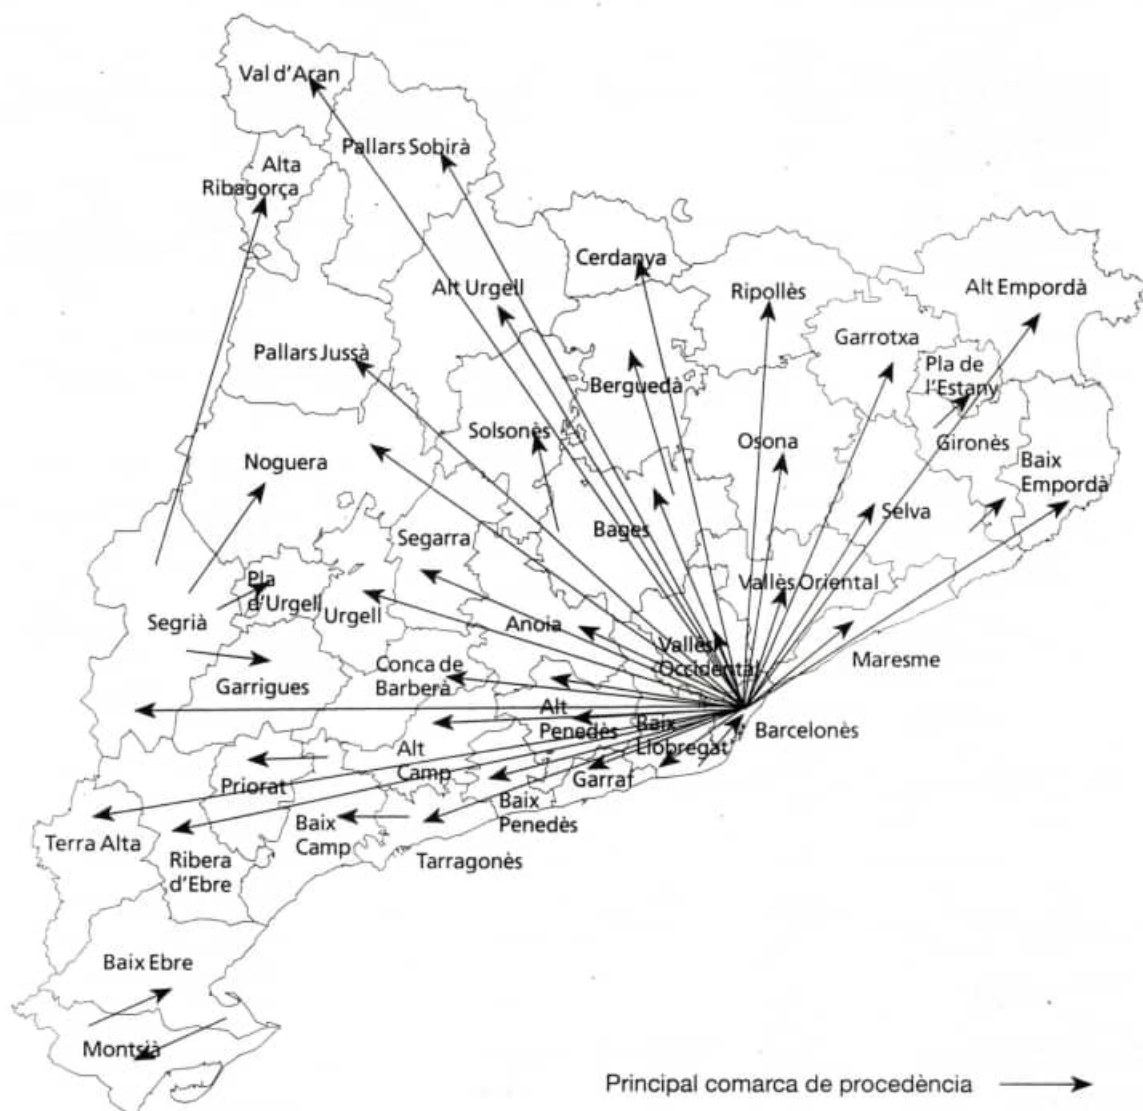 Val d'Aran
Pallars Sobirà
Alta
Ribagorça
Cerdanya
Alt Urgell
Ripollès
Alt Empordà
Garrotxa
Pallars Jussà
Pla de
l'Estany
Berguedà
Solsonès
Osona
Gironès
Noguera
Baix
Empordà
Selva
Bages
Segarra
Pla
d'Urgell
Vallès Oriental
Urgell
Segrià
Anoia
Vallès
Occidental
Maresme
Conca de
Barberà
Garrigues
Alt
Penedès
Baix
Llobregat
Barcelonès
Alt
Camp
Priorat
Garraf
Baix
Penedès
Baix
Camp
Terra Alta
Ribera
d'Ebre
Tarragonès
Baix Ebre
Montsià
Principal comarca de procedència